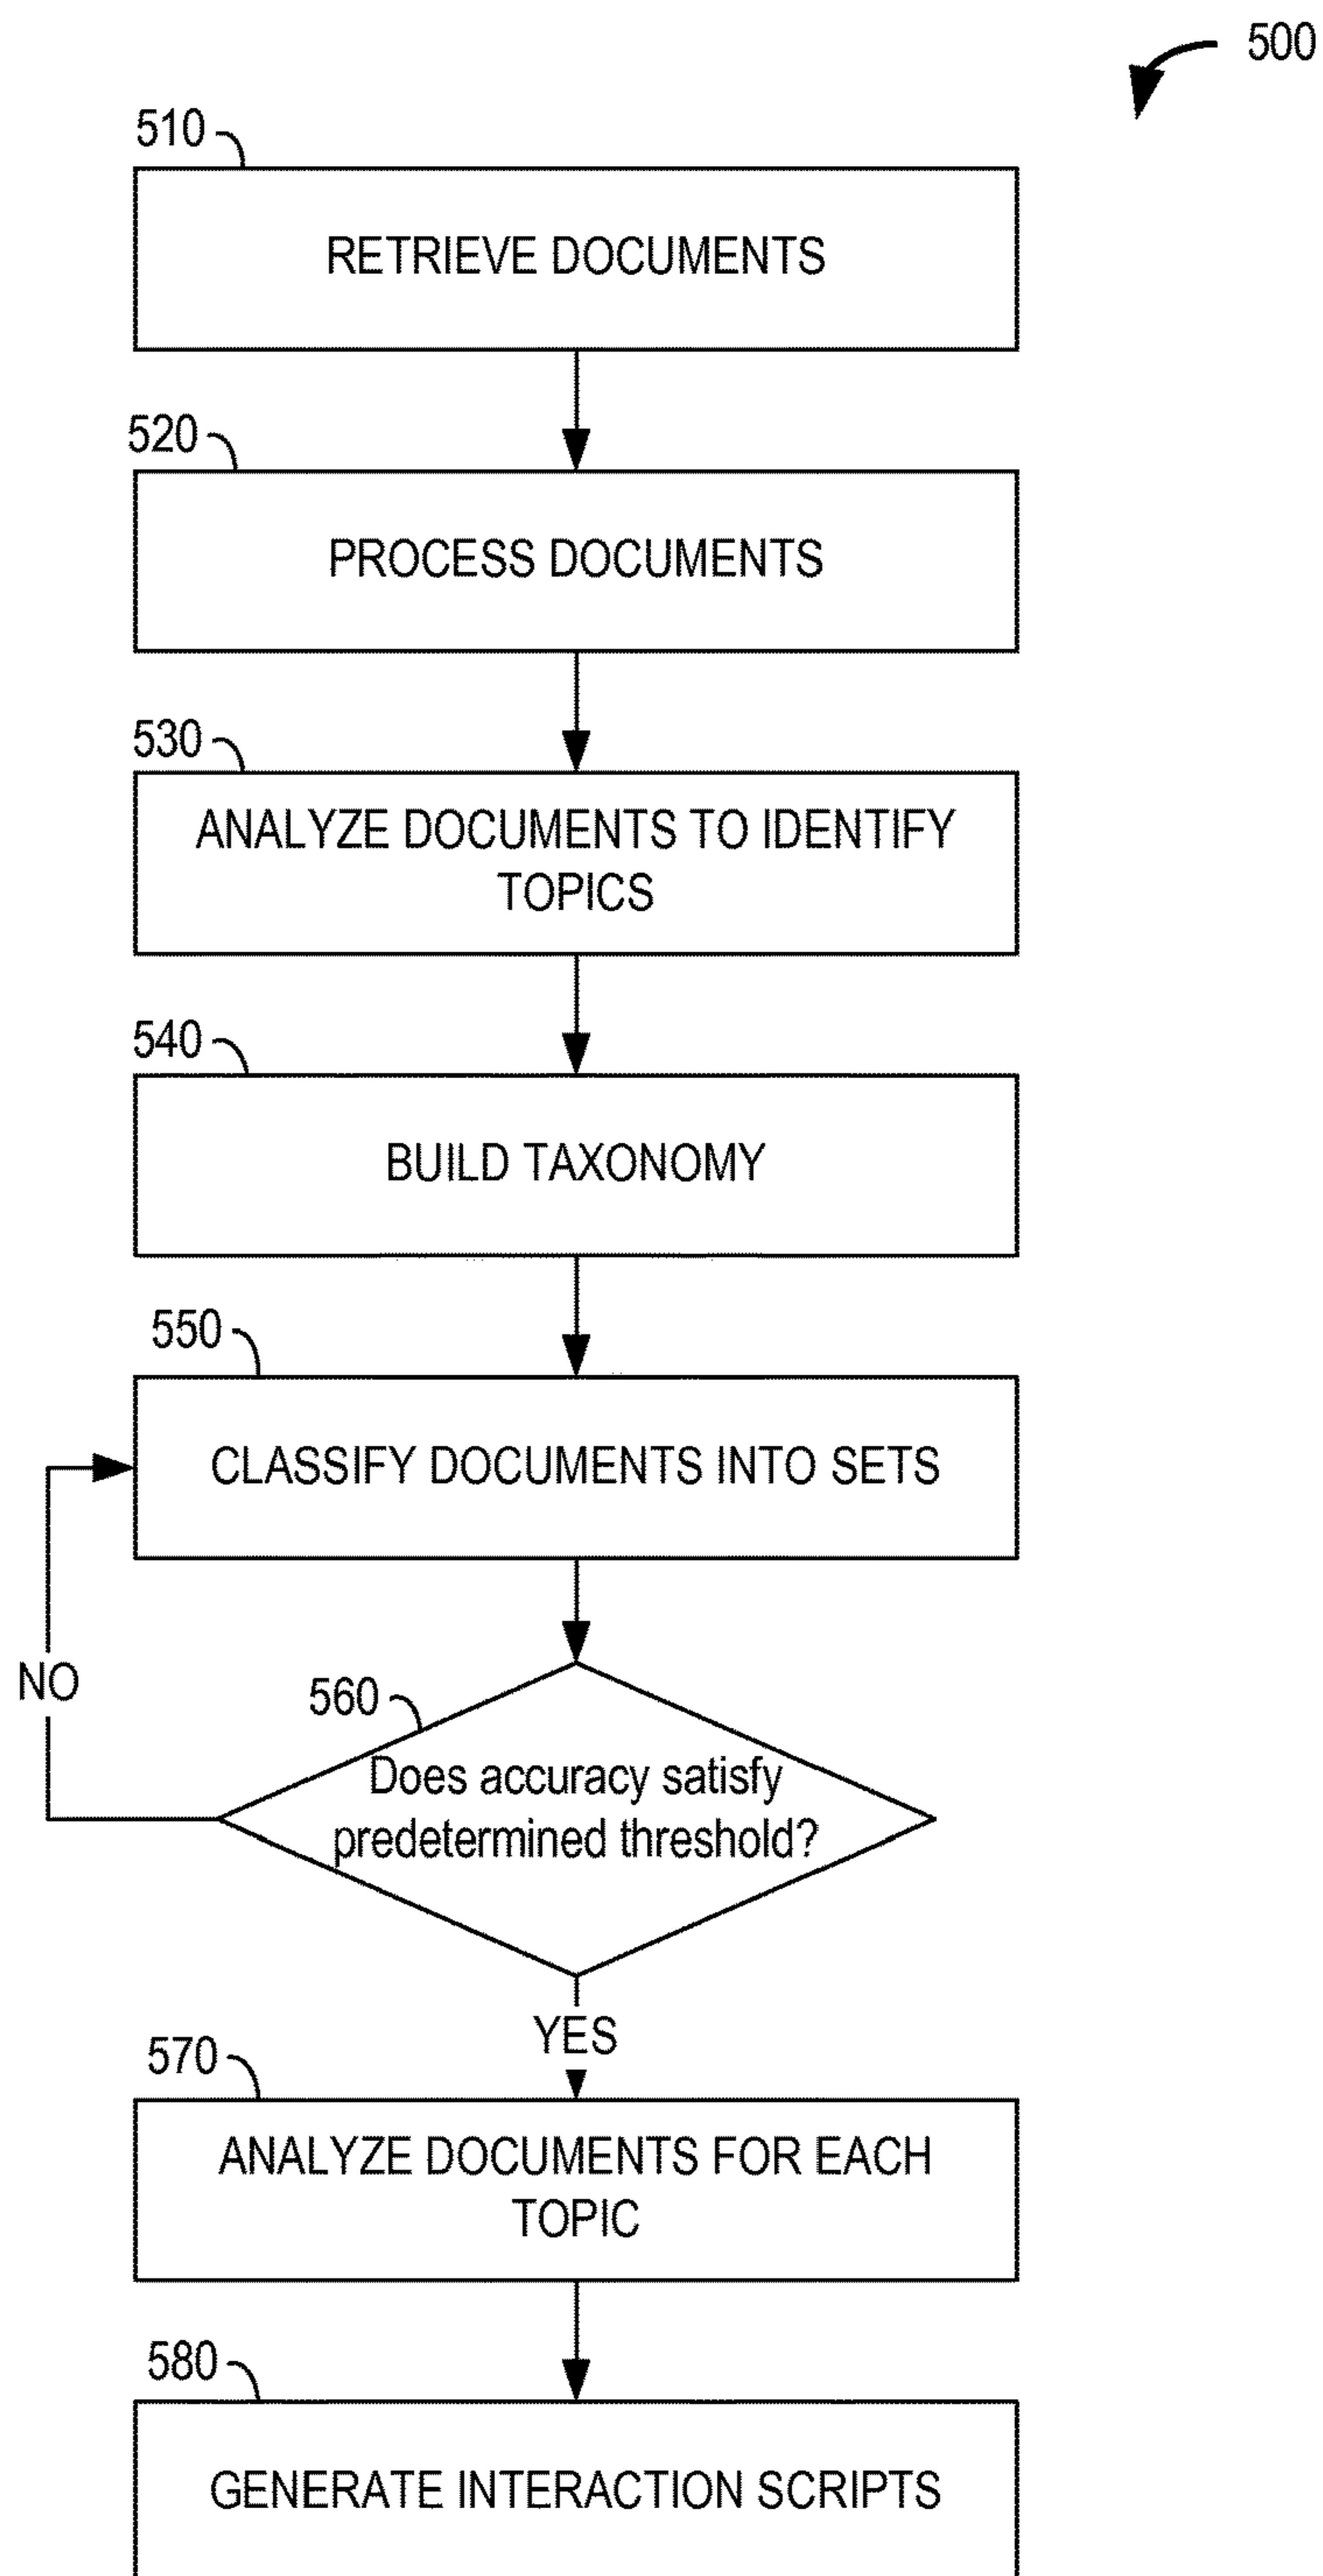 500
510
RETRIEVE DOCUMENTS
520
PROCESS DOCUMENTS
530
ANALYZE DOCUMENTS TO IDENTIFY
TOPICS
540
BUILD TAXONOMY
550
CLASSIFY DOCUMENTS INTO SETS
NO
560
Does accuracy satisfy
predetermined threshold?
YES
570
ANALYZE DOCUMENTS FOR EACH
TOPIC
580
GENERATE INTERACTION SCRIPTS